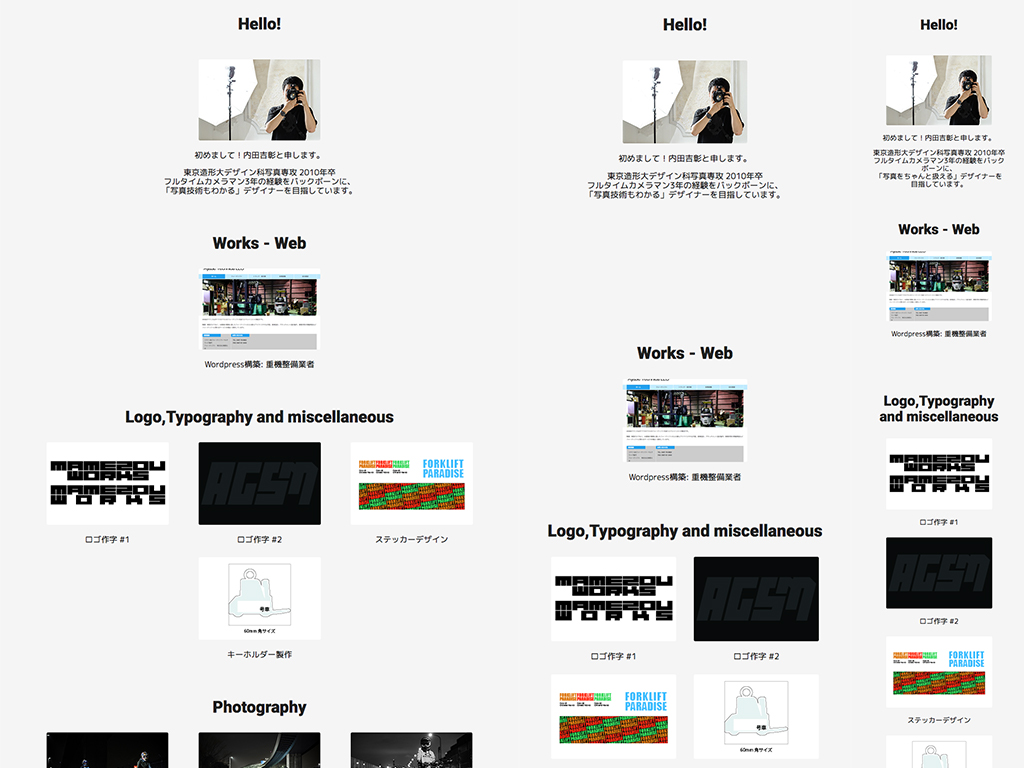 Hello!
初めまして！内田吉彰と申します。
東京造形大デザイン科写真専攻 2010年卒
フルタイムカメラマン3年の経験をバックボーンに、
「写真技術もわかる」デザイナーを目指しています。
Works - Web
Wordpress構築: 重機整備業者
Logo,Typography and miscellaneous
MAMEZOU
WORKS
MAMEZOU
WORKS
ロゴ作字 #1
AGSM
ロゴ作字 #2
FORKLIFT
PARADISE
ステッカーデザイン
号車
60mm 角サイズ
キーホルダー製作
Photography
Hello!
初めまして！内田吉彰と申します。
東京造形大デザイン科写真専攻 2010年卒
フルタイムカメラマン3年の経験をバックボーンに、
「写真技術もわかる」デザイナーを目指しています。
Works - Web
Wordpress構築: 重機整備業者
Logo,Typography and miscellaneous
MAMEZOU
WORKS
MAMEZOU
WORKS
ロゴ作字 #1
AGSM
ロゴ作字 #2
FORKLIFT
PARADISE
号車
60mm 角サイズ
Hello!
初めまして！内田吉彰と申します。
東京造形大デザイン科写真専攻 2010年卒
フルタイムカメラマン3年の経験をバック
ボーンに、
「写真をちゃんと扱える」デザイナーを
目指しています。
Works - Web
Wordpress構築: 重機整備業者
Logo,Typography
and miscellaneous
MAMEZOU
WORKS
MAMEZOU
WORKS
ロゴ作字 #1
AGSM
ロゴ作字 #2
FORKLIFT
PARADISE
ステッカーデザイン